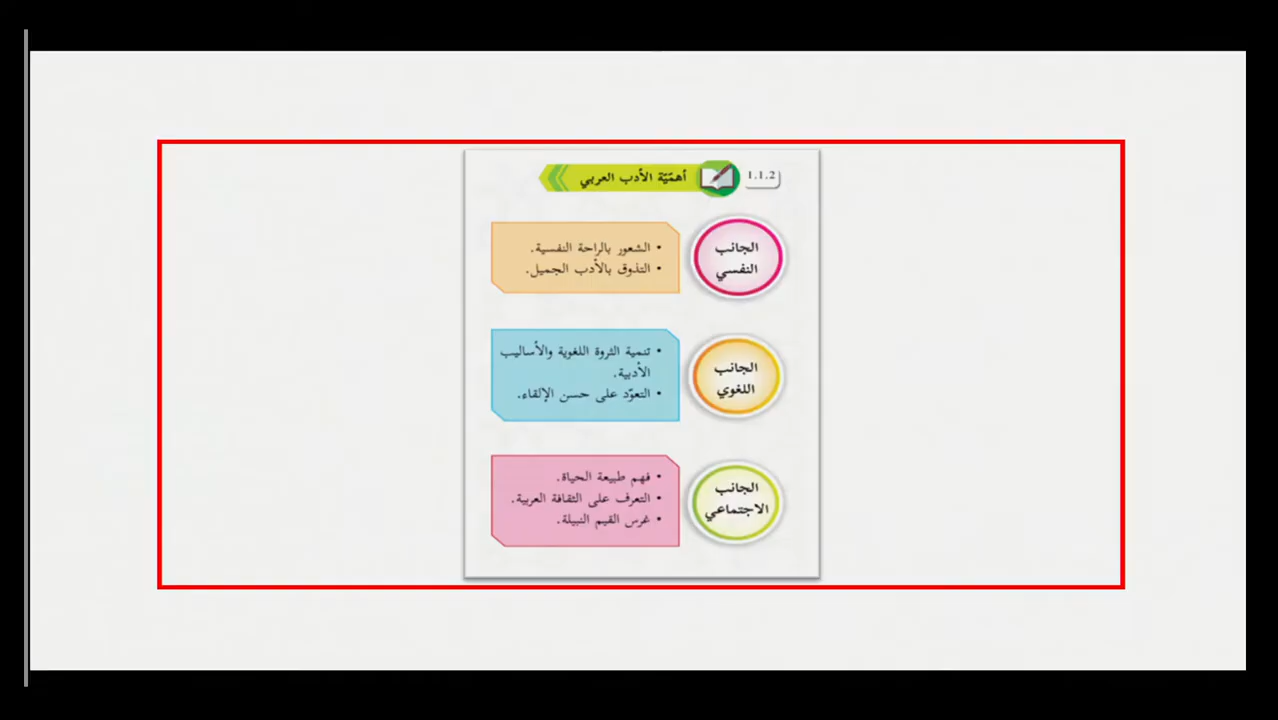 1.1.2 أهمّيّة الأدب العربي
الجانب
النفسي
• الشعور بالراحة النفسية.
• التذوق بالأدب الجميل.
الجانب
اللغوي
• تنمية الثروة اللغوية والأساليب
الأدبية.
• التعوّد على حسن الإلقاء.
الجانب
الاجتماعي
• فهم طبيعة الحياة.
• التعرف على الثقافة العربية.
• غرس القيم النبيلة.